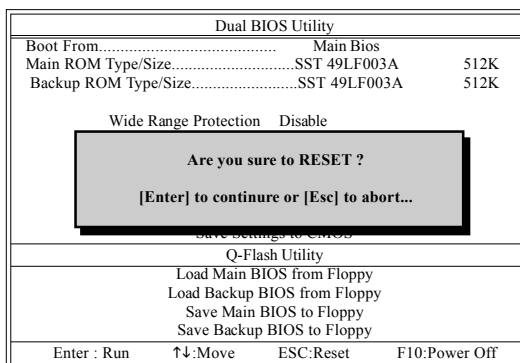 Dual BIOS Utility
Boot From.......................................... Main Bios
Main ROM Type/Size.............................SST 49LF003A 512K
Backup ROM Type/Size.........................SST 49LF003A 512K
Wide Range Protection Disable
Are you sure to RESET ?
[Enter] to continure or [Esc] to abort...
Save Settings to CMOS
Q-Flash Utility
Load Main BIOS from Floppy
Load Backup BIOS from Floppy
Save Main BIOS to Floppy
Save Backup BIOS to Floppy
Enter : Run ↑↓:Move ESC:Reset F10:Power Off